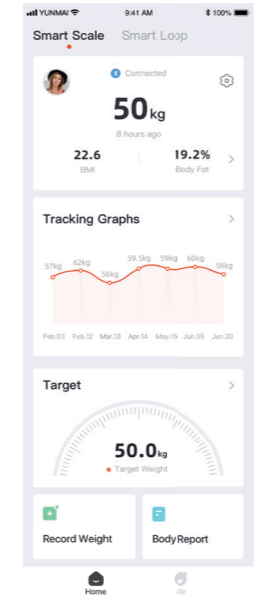 YUNMAI 9:41 AM 100%
Smart Scale Smart Loop
Connected
50kg
8 hours ago
22.6 19.2%
BMI Body Fat
Tracking Graphs
57kg 62kg 56kg 59.5kg 59kg 60kg 58kg
Feb.03 Feb.12 Mar.13 Apr.14 May.15 Jun.05 Jun.20
Target
50.0kg
Target Weight
Record Weight Body Report
Home